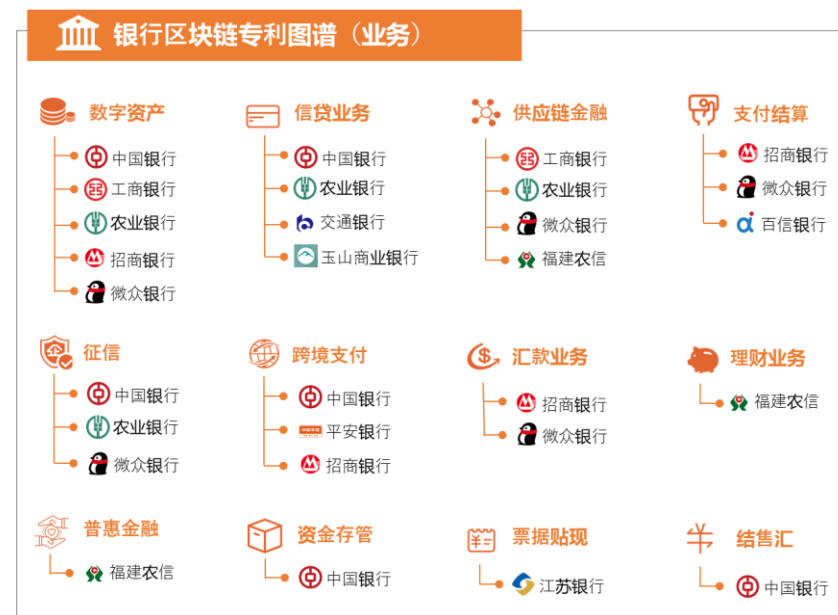 银行区块链专利图谱（业务）
数字资产
中国银行
工商银行
农业银行
招商银行
微众银行
信贷业务
中国银行
农业银行
交通银行
玉山商业银行
供应链金融
工商银行
农业银行
微众银行
福建农信
支付结算
招商银行
微众银行
百信银行
征信
中国银行
农业银行
微众银行
跨境支付
中国银行
平安银行
招商银行
汇款业务
招商银行
微众银行
理财业务
福建农信
普惠金融
福建农信
资金存管
中国银行
票据贴现
江苏银行
结售汇
中国银行